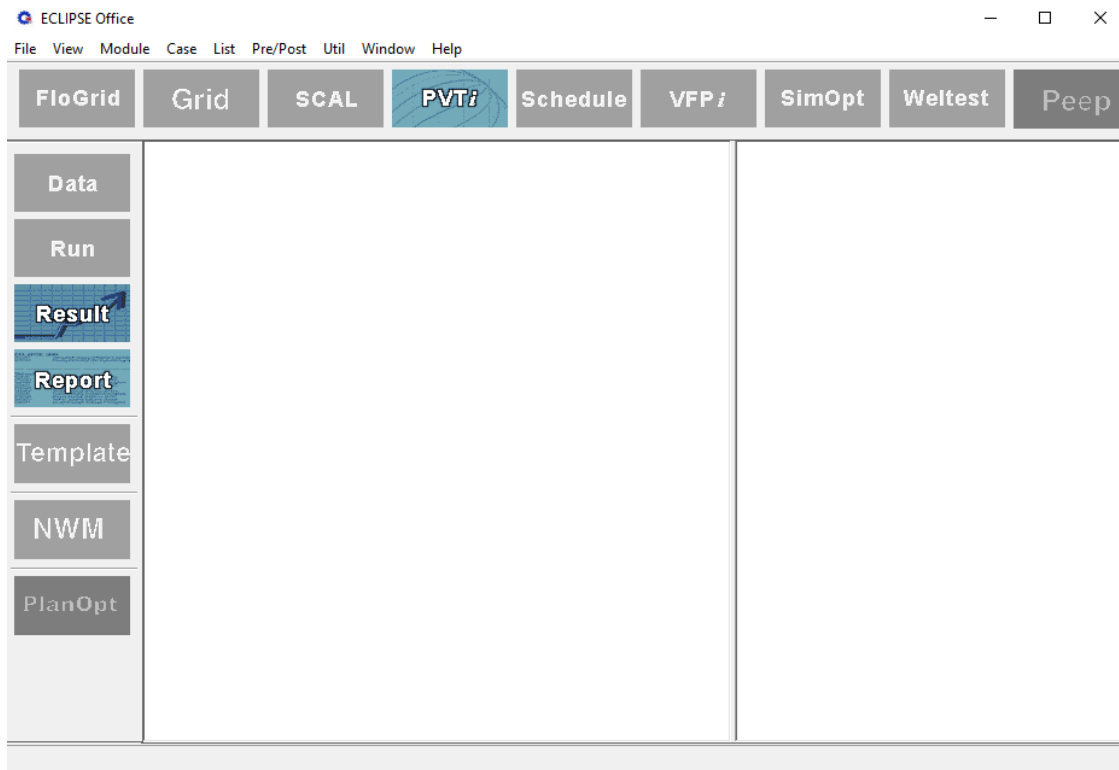 ECLIPSE Office
File View Module Case List Pre/Post Util Window Help
FloGrid Grid SCAL PVTi Schedule VFPi SimOpt Weltest Peep
Data
Run
Result
Report
Template
NWM
PlanOpt